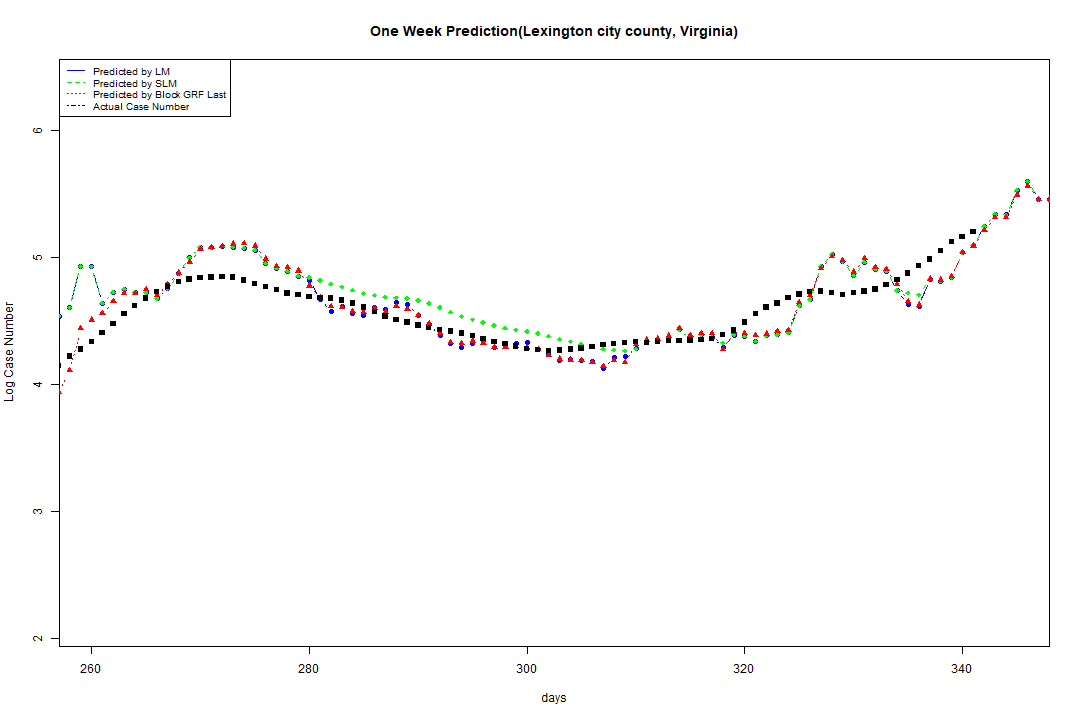 One Week Prediction(Lexington city county, Virginia)
Predicted by LM
Predicted by SLM
Predicted by Block GRF Last
Actual Case Number
6
5
4
3
2
Log Case Number
260 280 300 320 340
days